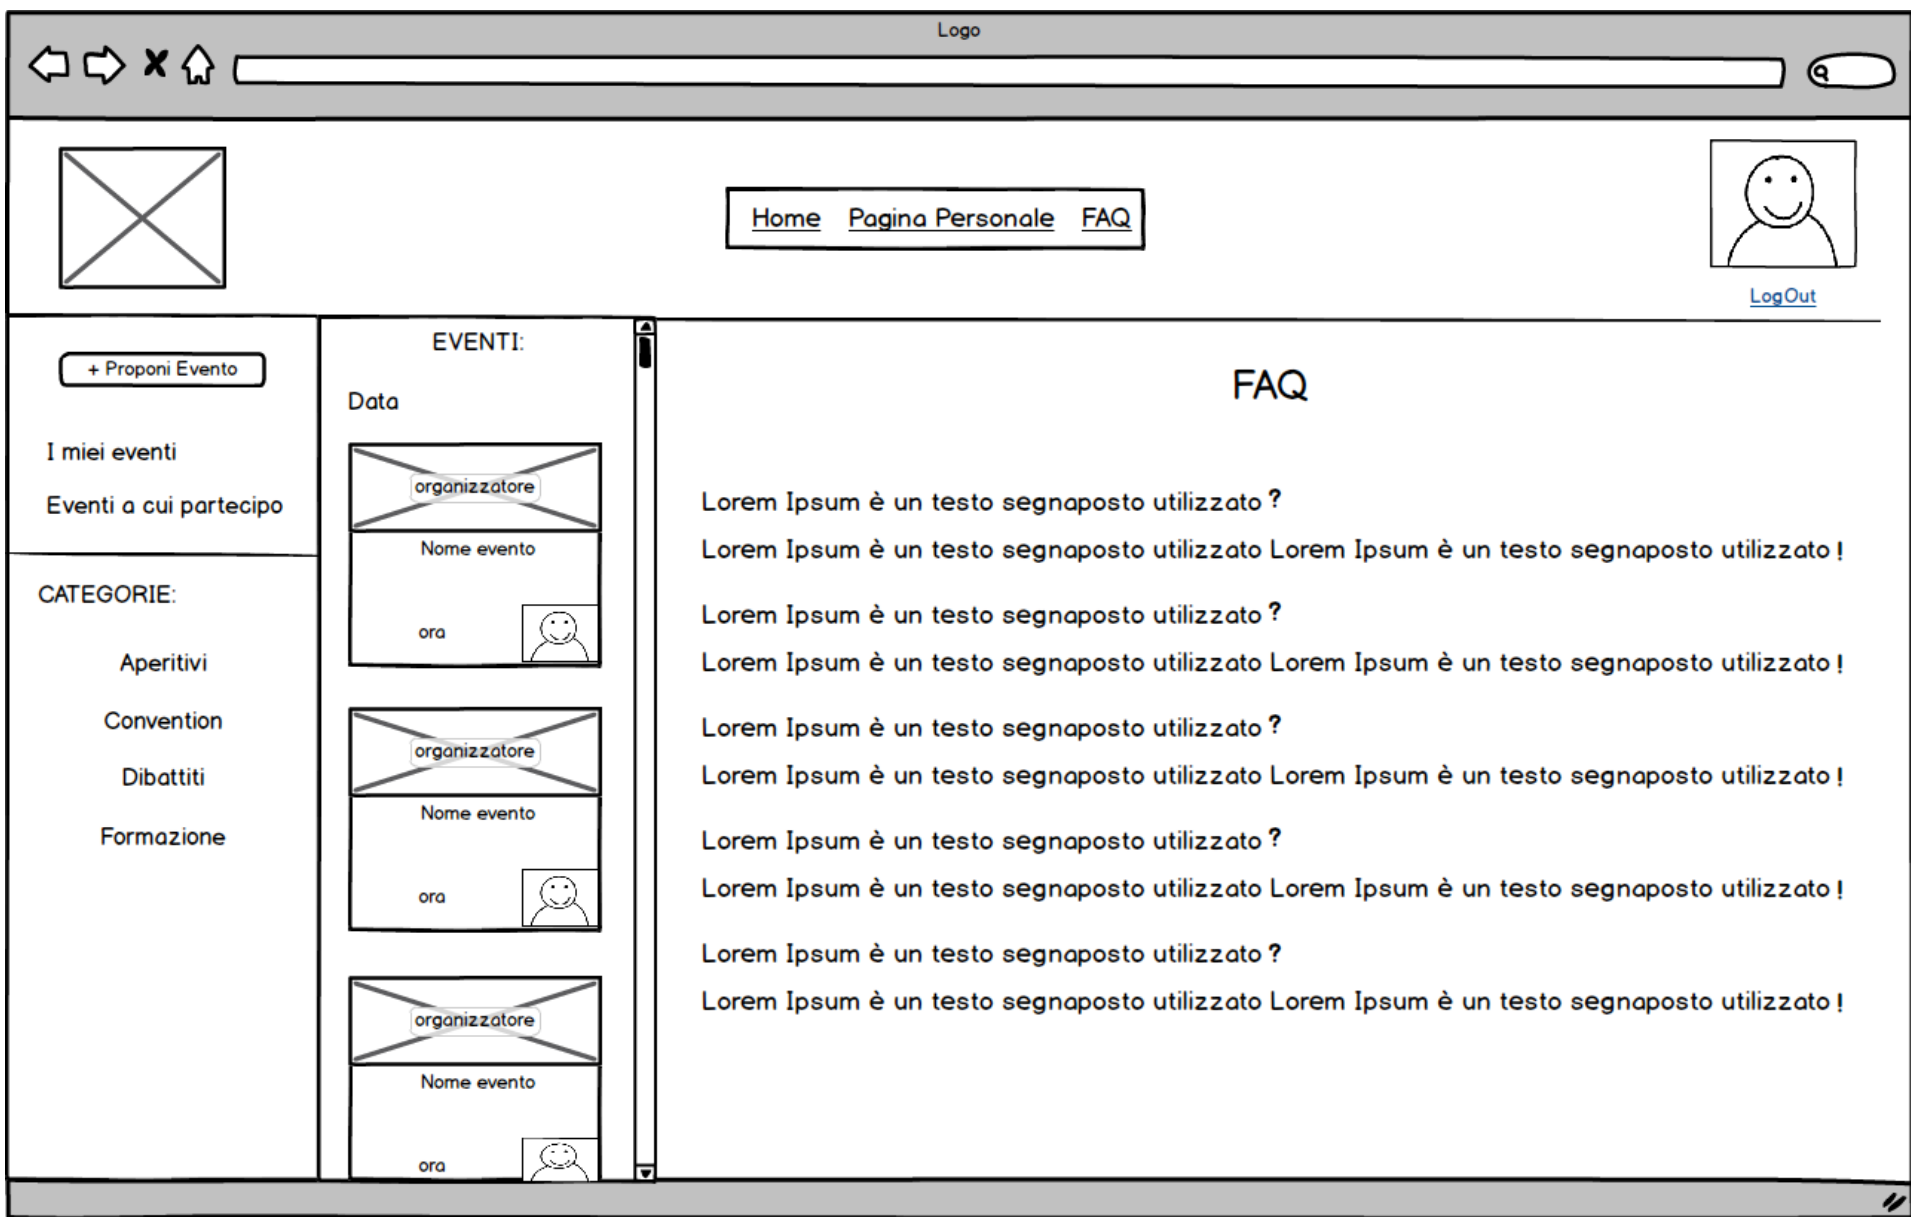 Logo
Home Pagina Personale FAQ
LogOut
+ Proponi Evento
I miei eventi
Eventi a cui partecipo
CATEGORIE:
Aperitivi
Convention
Dibattiti
Formazione
EVENTI:
Data
organizzatore
Nome evento
ora
organizzatore
Nome evento
ora
organizzatore
Nome evento
ora
FAQ
Lorem Ipsum è un testo segnaposto utilizzato ?
Lorem Ipsum è un testo segnaposto utilizzato Lorem Ipsum è un testo segnaposto utilizzato !
Lorem Ipsum è un testo segnaposto utilizzato ?
Lorem Ipsum è un testo segnaposto utilizzato Lorem Ipsum è un testo segnaposto utilizzato !
Lorem Ipsum è un testo segnaposto utilizzato ?
Lorem Ipsum è un testo segnaposto utilizzato Lorem Ipsum è un testo segnaposto utilizzato !
Lorem Ipsum è un testo segnaposto utilizzato ?
Lorem Ipsum è un testo segnaposto utilizzato Lorem Ipsum è un testo segnaposto utilizzato !
Lorem Ipsum è un testo segnaposto utilizzato ?
Lorem Ipsum è un testo segnaposto utilizzato Lorem Ipsum è un testo segnaposto utilizzato !